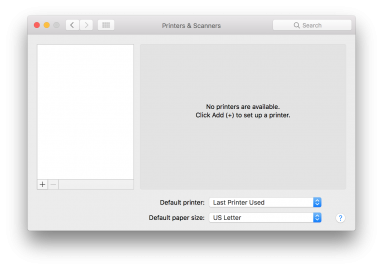 Printers & Scanners
Search
No printers are available.
Click Add (+) to set up a printer.
+ −
Default printer: Last Printer Used
Default paper size: US Letter
?